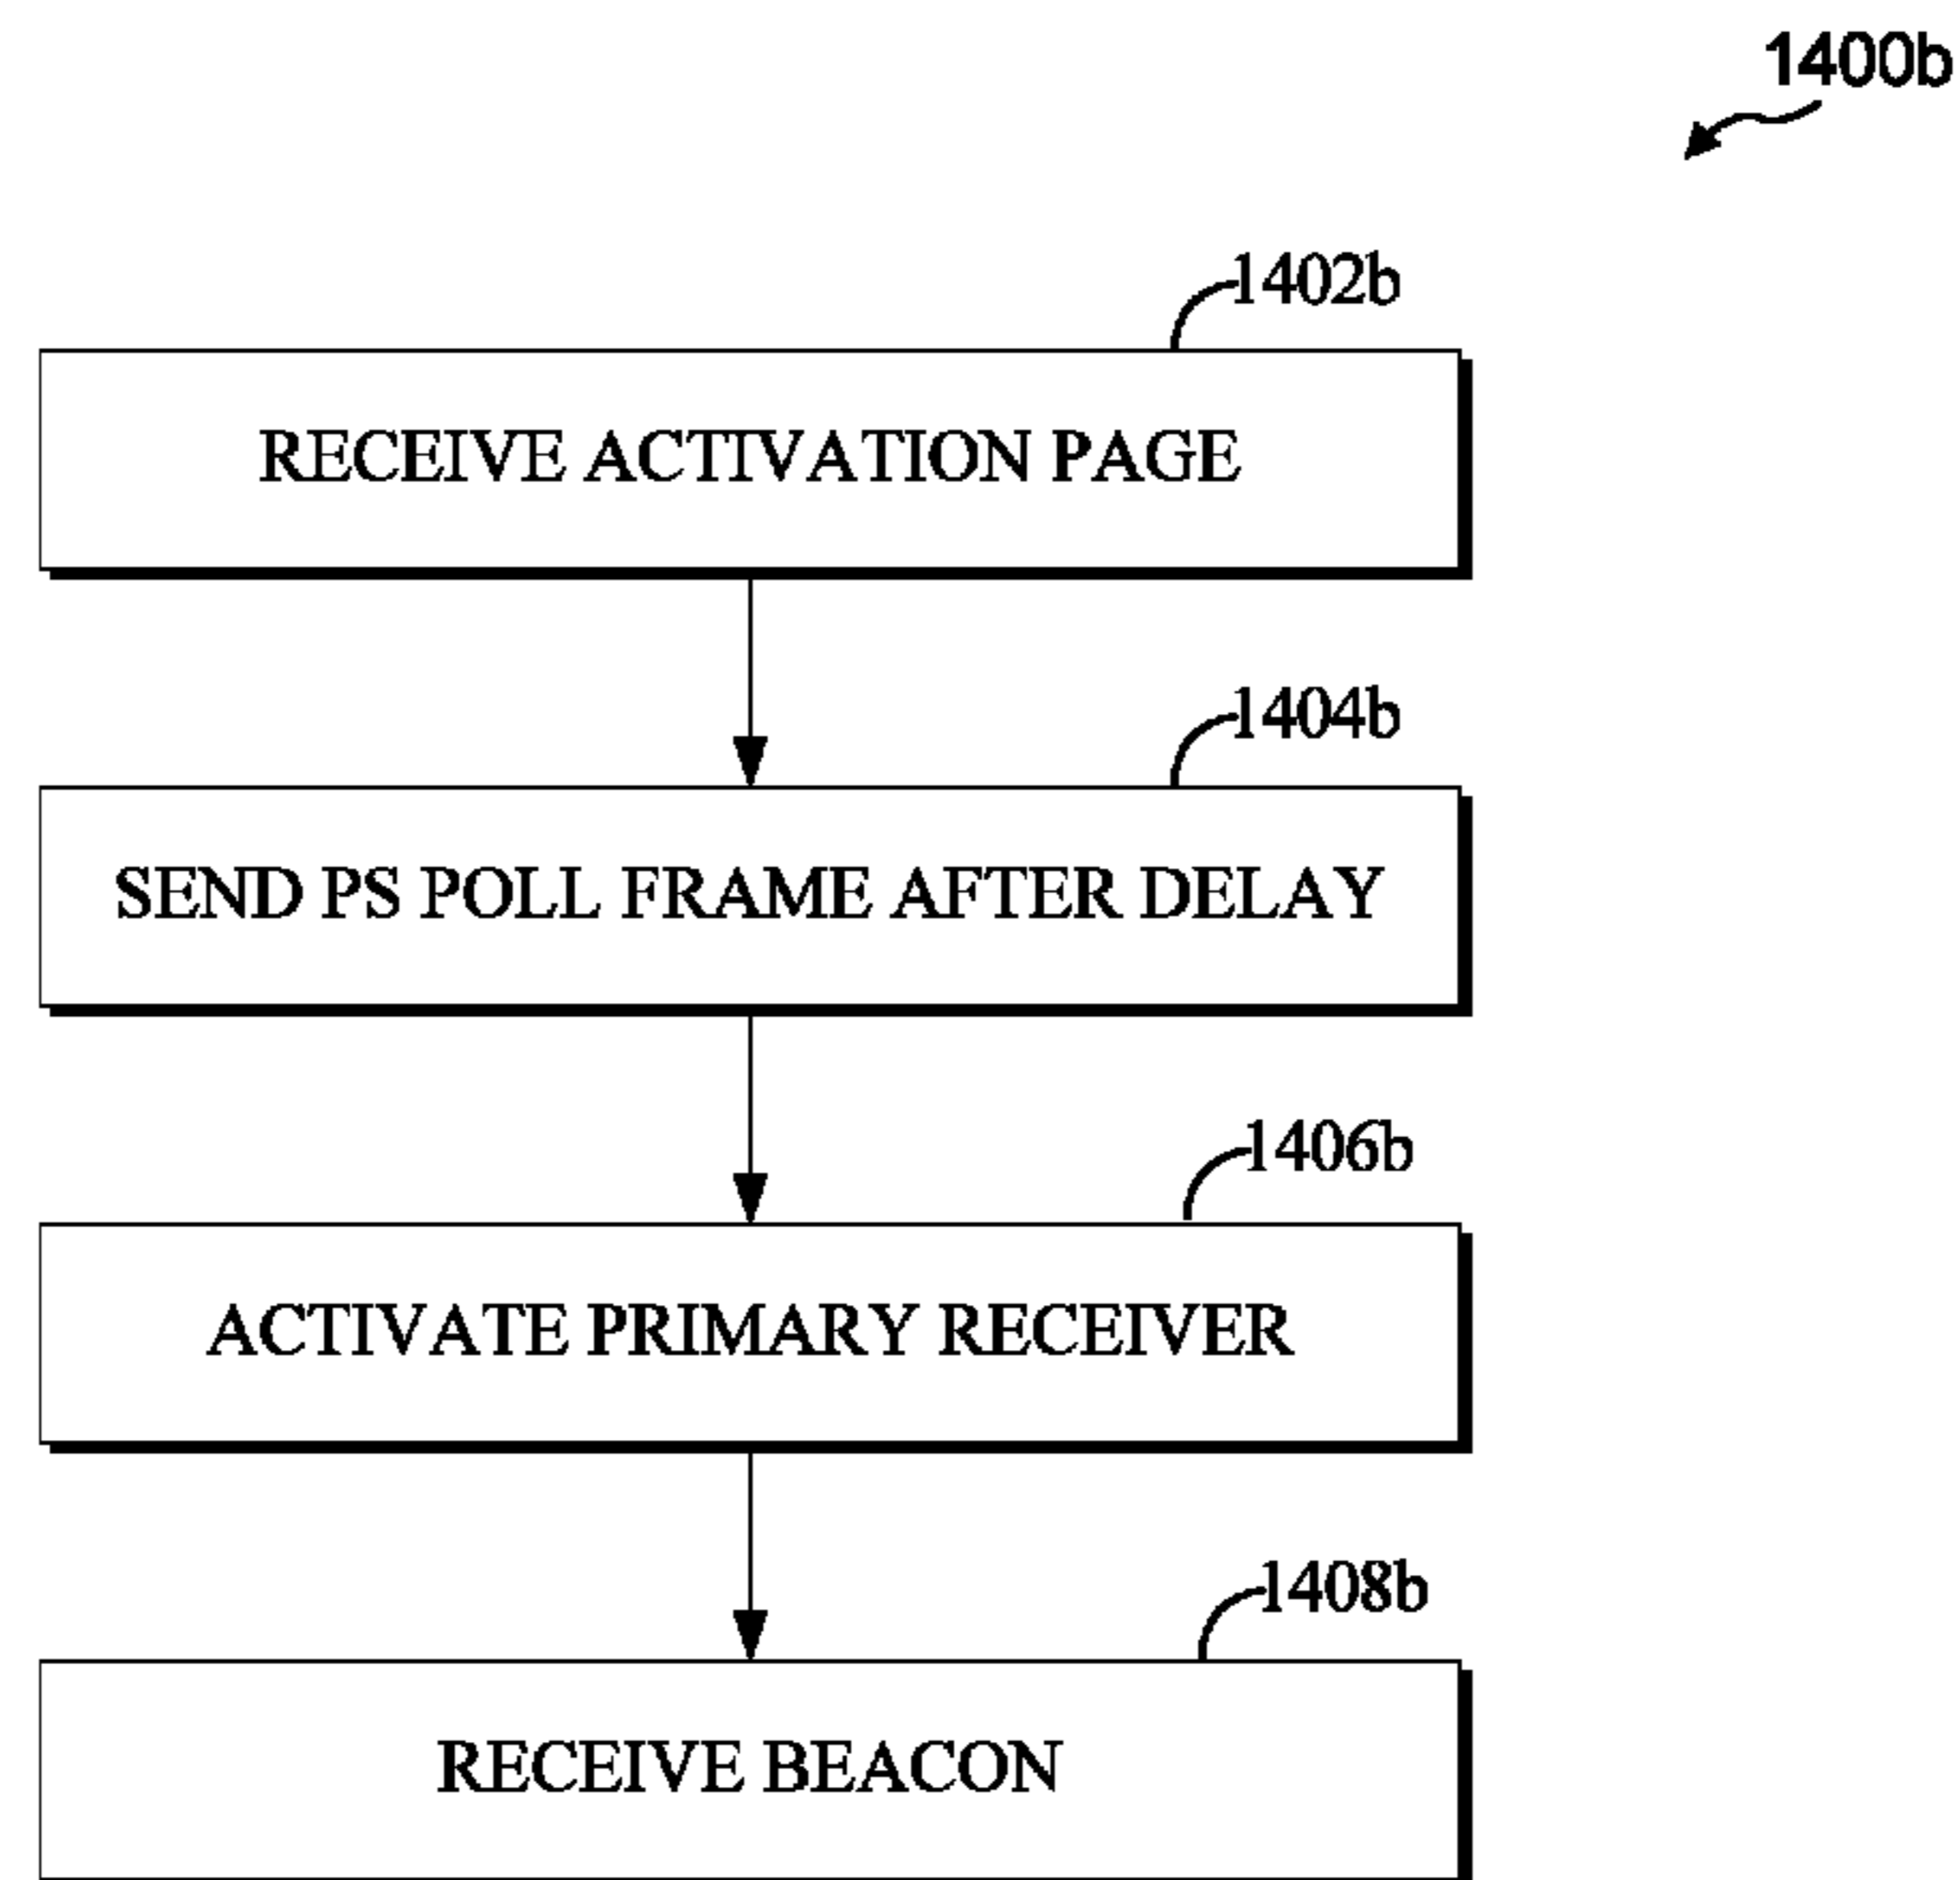 1400b
1402b
RECEIVE ACTIVATION PAGE
1404b
SEND PS POLL FRAME AFTER DELAY
1406b
ACTIVATE PRIMARY RECEIVER
1408b
RECEIVE BEACON